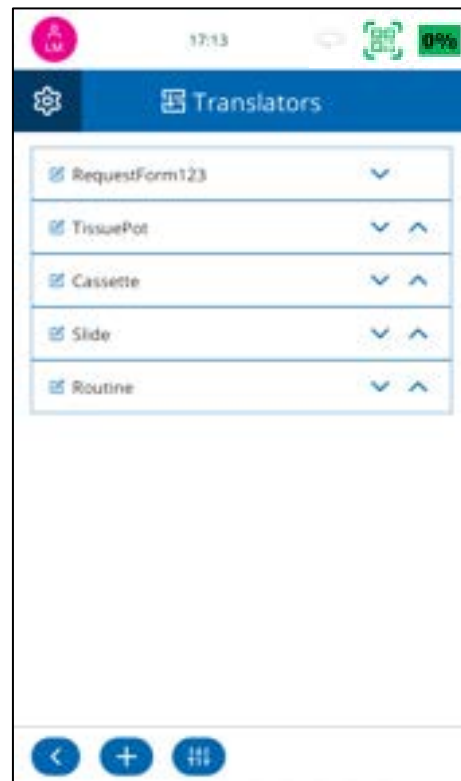 LM
17:13
0%
Translators
RequestForm123
TissuePot
Cassette
Slide
Routine